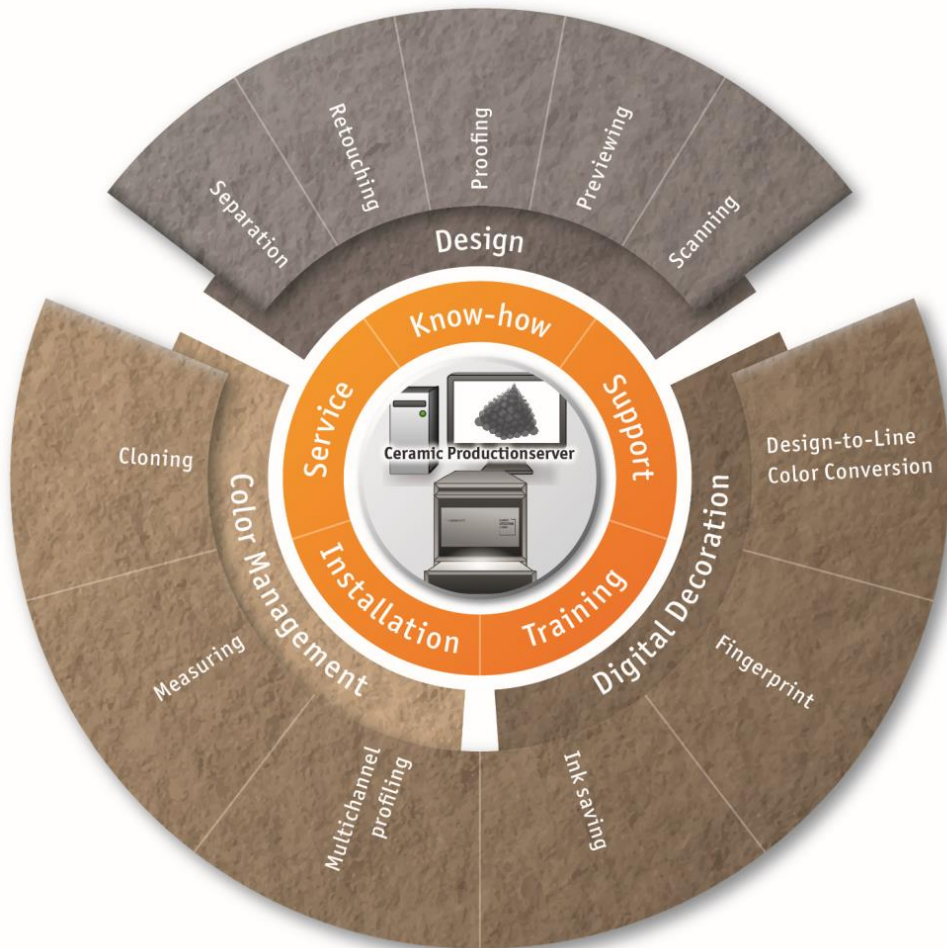 Separation
Retouching
Proofing
Previewing
Scanning
Design
Know-how
Service
Support
Installation
Training
Ceramic Productionserver
Color Management
Cloning
Measuring
Multichannel
profiling
Digital Decoration
Design-to-Line
Color Conversion
Fingerprint
Ink saving